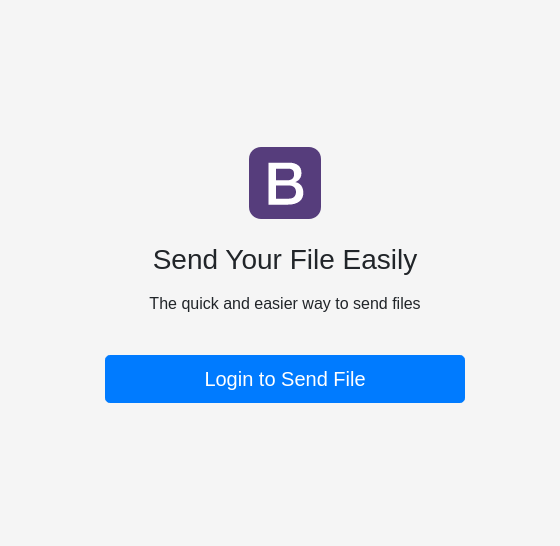 B
Send Your File Easily
The quick and easier way to send files
Login to Send File